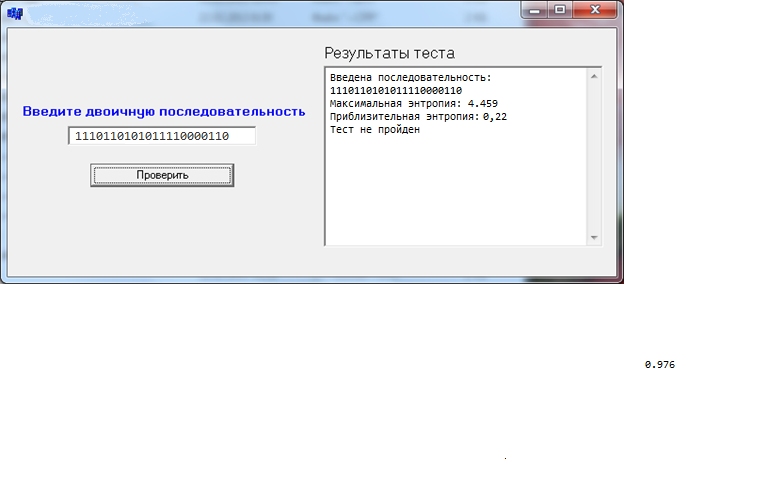 Результаты теста
Введите двоичную последовательность
1110110101011110000110
Проверить
Введена последовательность:
1110110101011110000110
Максимальная энтропия: 4.459
Приблизительная энтропия: 0,22
Тест не пройден
0.976